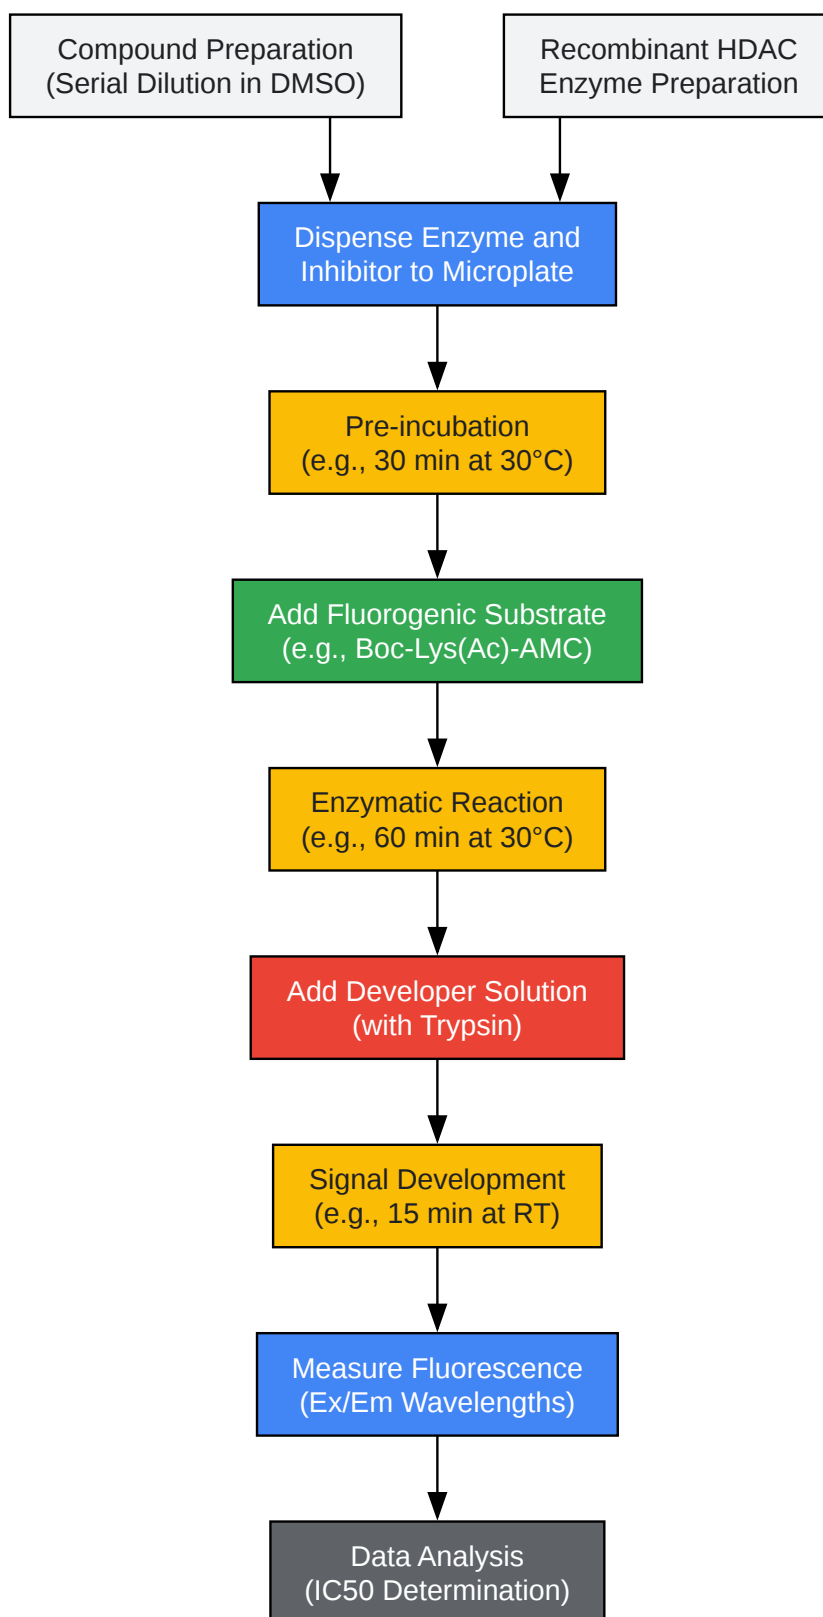 Compound Preparation
(Serial Dilution in DMSO)
Recombinant HDAC
Enzyme Preparation
Dispense Enzyme and
Inhibitor to Microplate
Pre-incubation
(e.g., 30 min at 30°C)
Add Fluorogenic Substrate
(e.g., Boc-Lys(Ac)-AMC)
Enzymatic Reaction
(e.g., 60 min at 30°C)
Add Developer Solution
(with Trypsin)
Signal Development
(e.g., 15 min at RT)
Measure Fluorescence
(Ex/Em Wavelengths)
Data Analysis
(IC50 Determination)